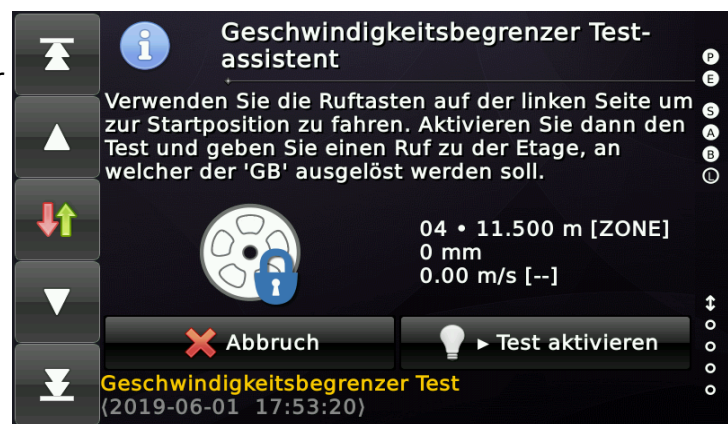 Geschwindigkeitsbegrenzer Test-
assistent
Verwenden Sie die Ruftasten auf der linken Seite um
zur Startposition zu fahren. Aktivieren Sie dann den
Test und geben Sie einen Ruf zu der Etage, an
welcher der 'GB' ausgelöst werden soll.
04 • 11.500 m [ZONE]
0 mm
0.00 m/s [--]
Abbruch
▸ Test aktivieren
Geschwindigkeitsbegrenzer Test
(2019-06-01 17:53:20)
P
E
S
A
B
L